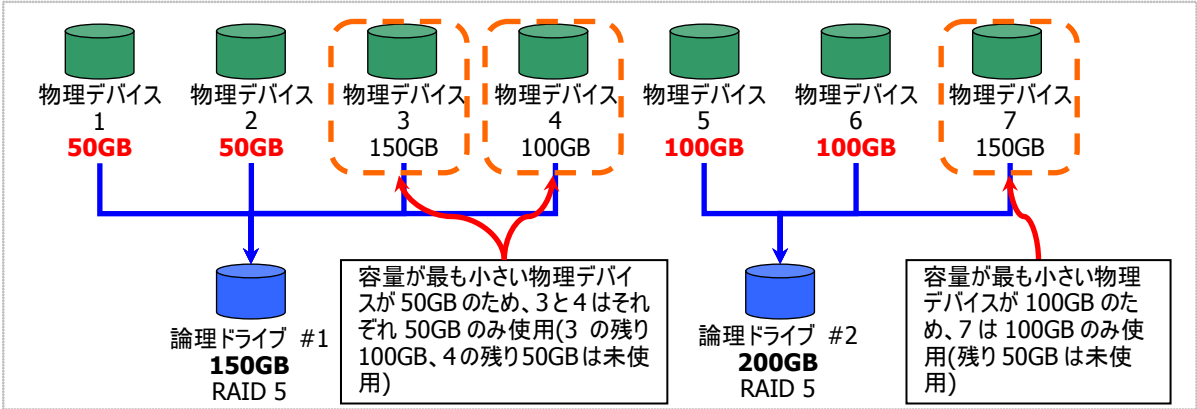 物理デバイス
1
50GB
物理デバイス
2
50GB
物理デバイス
3
150GB
物理デバイス
4
100GB
物理デバイス
5
100GB
物理デバイス
6
100GB
物理デバイス
7
150GB
論理ドライブ #1
150GB
RAID 5
容量が最も小さい物理デバイ
スが 50GB のため、3と4はそれ
ぞれ 50GB のみ使用(3 の残り
100GB、4の残り50GBは未使
用)
論理ドライブ #2
200GB
RAID 5
容量が最も小さい物理
デバイスが 100GB のた
め、7 は 100GB のみ使
用(残り 50GB は未使
用)